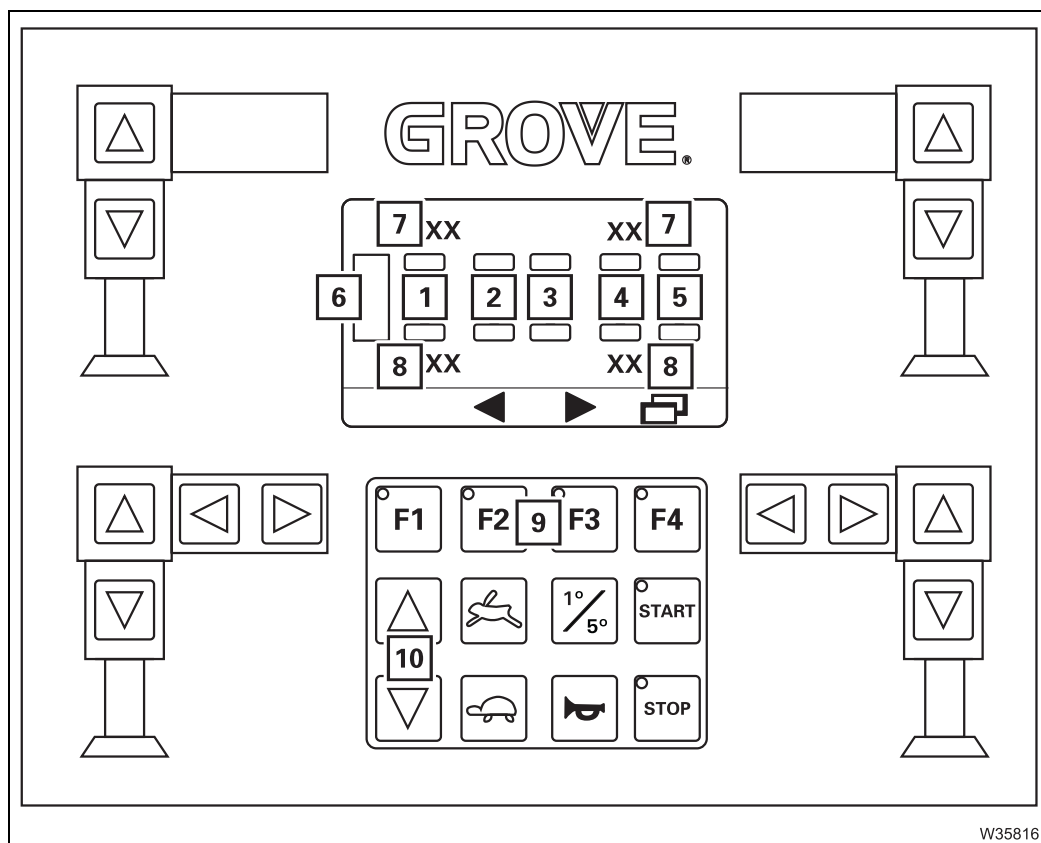 GROVE®
7 XX XX 7
6 1 2 3 4 5
8 XX XX 8
F1 F2 9 F3 F4
1°/5° START
10
STOP
W35816